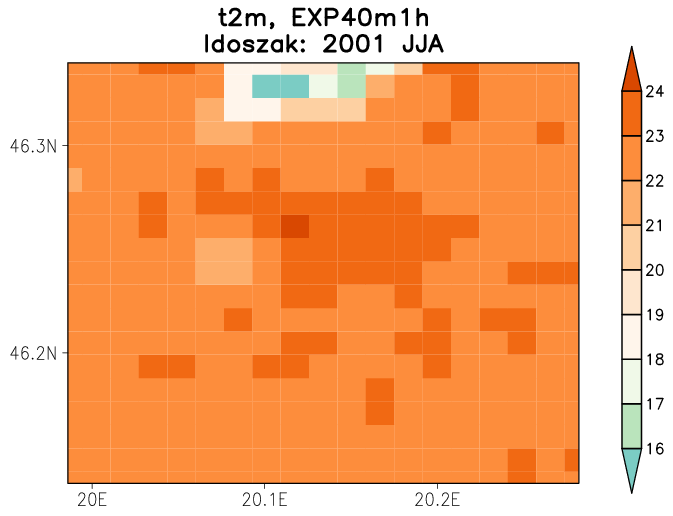 t2m, EXP40m1h
Idoszak: 2001 JJA
46.3N
46.2N
20E
20.1E
20.2E
24
23
22
21
20
19
18
17
16